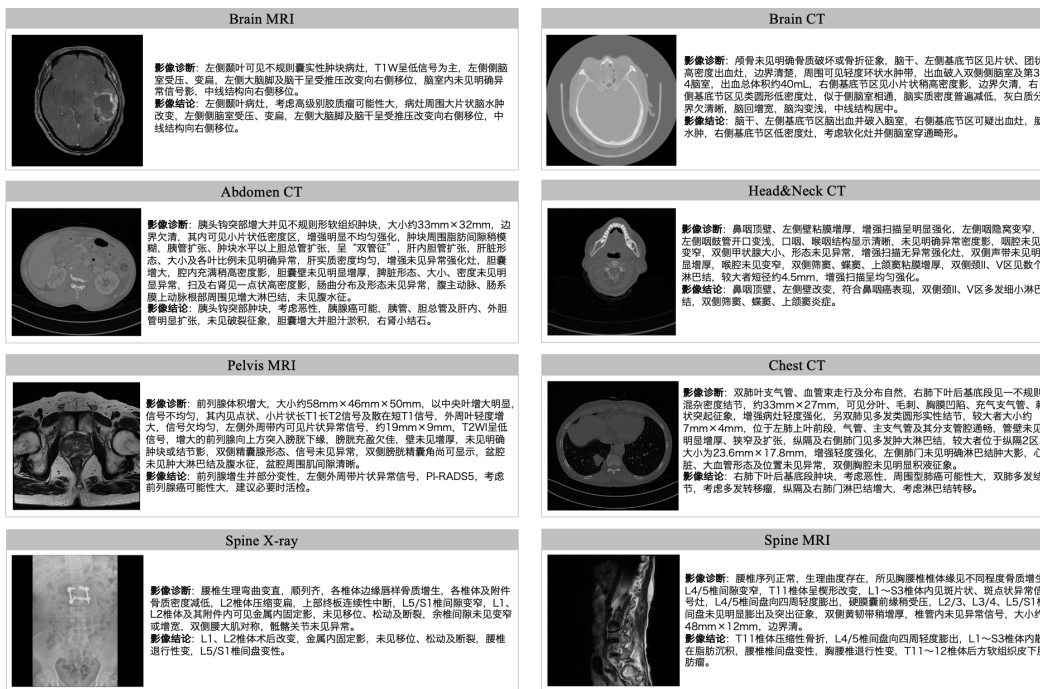 Brain MRI
影像诊断：左侧颞叶可见不规则囊实性肿块病灶，T1W呈低信号为主，左侧侧脑
室受压、变扁，左侧大脑脚及脑干呈受推压改变向右侧移位，脑室内未见明确异
常信号影，中线结构向右侧移位。
影像结论：左侧颞叶病灶，考虑高级别胶质瘤可能性大，病灶周围大片状脑水肿
改变，左侧侧脑室受压、变扁，左侧大脑脚及脑干呈受推压改变向右侧移位，中
线结构向右侧移位。
Brain CT
影像诊断：颅骨未见明确骨质破坏或骨折征象，脑干、左侧基底节区见片状、团状
高密度出血灶，边界清楚，周围可见轻度环状水肿带，出血破入双侧侧脑室及第3、
4脑室，出血总体积约40mL，右侧基底节区见小片状稍高密度影，边界欠清，右
侧基底节区见类圆形低密度灶，似于侧脑室相通，脑实质密度普遍减低，灰白质分
界欠清晰，脑回增宽，脑沟变浅，中线结构居中。
影像结论：脑干、左侧基底节区脑出血并破入脑室，右侧基底节区可疑出血灶，脑
水肿，右侧基底节区低密度灶，考虑软化灶并侧脑室穿通畸形。
Abdomen CT
影像诊断：胰头钩突部增大并见不规则形软组织肿块，大小约33mm×32mm，边
界欠清，其内可见小片状低密度区，增强明显不均匀强化，肿块周围脂肪间隙稍模
糊，胰管扩张、肿块水平以上胆总管扩张，呈“双管征”，肝内胆管扩张，肝脏形
态、大小及各叶比例未见明确异常，肝实质密度均匀，增强未见异常强化灶，胆囊
增大，腔内充满稍高密度影，胆囊壁未见明显增厚，脾脏形态、大小、密度未见明
显异常，扫及右肾见一点状高密度影，肠曲分布及形态未见异常，腹主动脉、肠系
膜上动脉根部周围见增大淋巴结，未见腹水征。
影像结论：胰头钩突部肿块，考虑恶性，胰腺癌可能，胰管、胆总管及肝内、外胆
管明显扩张，未见破裂征象，胆囊增大并胆汁淤积，右肾小结石。
Head&Neck CT
影像诊断：鼻咽顶壁、左侧壁粘膜增厚，增强扫描呈明显强化，左侧咽隐窝变窄，
左侧咽鼓管开口变浅，口咽、喉咽结构显示清晰，未见明确异常密度影，咽腔未见
变窄，双侧甲状腺大小、形态未见异常，增强扫描无异常强化灶，双侧声带未见明
显增厚，喉腔未见变窄，双侧筛窦、蝶窦、上颌窦粘膜增厚，双侧颈II、V区见数个
淋巴结，较大者短径约4.5mm，增强扫描呈均匀强化。
影像结论：鼻咽顶壁、左侧壁改变，符合鼻咽癌表现，双侧颈II、V区多发细小淋巴
结，双侧筛窦、蝶窦、上颌窦炎症。
Pelvis MRI
影像诊断：前列腺体积增大，大小约58mm×46mm×50mm，以中央叶增大明显，
信号不均匀，其内见点状、小片状长T1长T2信号及散在短T1信号，外周叶轻度增
大，信号欠均匀，左侧外周带内可见片状异常信号，约19mm×9mm，T2WI呈低
信号，增大的前列腺向上方突入膀胱下缘，膀胱充盈欠佳，壁未见增厚，未见明确
肿块或结节影，双侧精囊腺形态、信号未见异常，双侧膀胱精囊角尚可显示，盆腔
未见肿大淋巴结及腹水征，盆腔周围肌间隙清晰。
影像结论：前列腺增生并部分变性，左侧外周带片状异常信号，PI-RADS5，考虑
前列腺癌可能性大，建议必要时活检。
Chest CT
影像诊断：双肺叶支气管、血管束走行及分布自然，右肺下叶后基底段见一不规则
混杂密度结节，约33mm×27mm，可见分叶、毛刺、胸膜凹陷、充气支气管、棘
状突起征象，增强病灶轻度强化，另双肺见多发类圆形实性结节，较大者大小约
7mm×4mm，位于左肺上叶前段，气管、主支气管及其分支管腔通畅，管壁未见
明显增厚、狭窄及扩张，纵隔及右侧肺门见多发肿大淋巴结，较大者位于纵隔2区，
大小为23.6mm×17.8mm，增强轻度强化，左侧肺门未见明确淋巴结肿大影，心
脏、大血管形态及位置未见异常，双侧胸腔未见明显积液征象。
影像结论：右肺下叶后基底段肿块，考虑恶性，周围型肺癌可能性大，双肺多发结
节，考虑多发转移瘤，纵隔及右肺门淋巴结增大，考虑淋巴结转移。
Spine X-ray
影像诊断：腰椎生理弯曲变直，顺列齐，各椎体边缘唇样骨质增生，各椎体及附件
骨质密度减低，L2椎体压缩变扁，上部终板连续性中断，L5/S1椎间隙变窄，L1、
L2椎体及其附件内可见金属内固定影，未见移位、松动及断裂，余椎间隙未见变窄
或增宽，双侧腰大肌对称，骶髂关节未见异常。
影像结论：L1、L2椎体术后改变，金属内固定影，未见移位、松动及断裂，腰椎
退行性变，L5/S1椎间盘变性。
Spine MRI
影像诊断：腰椎序列正常，生理曲度存在，所见胸腰椎椎体缘见不同程度骨质增生，
L4/5椎间隙变窄，T11椎体呈楔形改变，L1～S3椎体内见斑片状、斑点状异常信
号灶，L4/5椎间盘向四周轻度膨出，硬膜囊前缘稍受压，L2/3、L3/4、L5/S1椎
间盘未见明显膨出及突出征象，双侧黄韧带稍增厚，椎管内未见异常信号，大小约
48mm×12mm，边界清。
影像结论：T11椎体压缩性骨折，L4/5椎间盘向四周轻度膨出，L1～S3椎体内散
在脂肪沉积，腰椎椎间盘变性，胸腰椎退行性变，T11～12椎体后方软组织皮下脂
肪瘤。